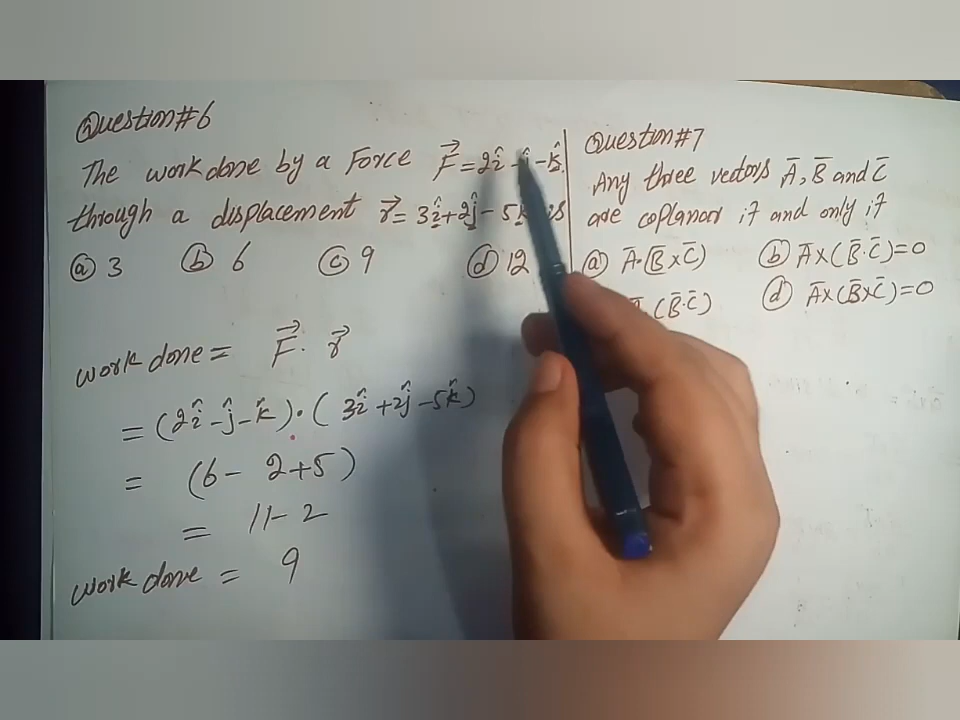 Question#6
The work done by a Force F⃗ = 2î - ĵ - k̂.
through a displacement r⃗ = 3î + 2ĵ - 5k̂ is
(a) 3 (b) 6 (c) 9 (d) 12
work done = F⃗ . r⃗
= (2î - ĵ - k̂) • (3î + 2ĵ - 5k̂)
= (6 - 2 + 5)
= 11 - 2
work done = 9
Question#7
Any three vectors A̅, B̅ and C̅
are coplanar if and only if
(a) A̅.(B̅ x C̅) (b) A̅ x (B̅.C̅) = 0
(B̅.C̅) (d) A̅ x (B̅ x C̅) = 0